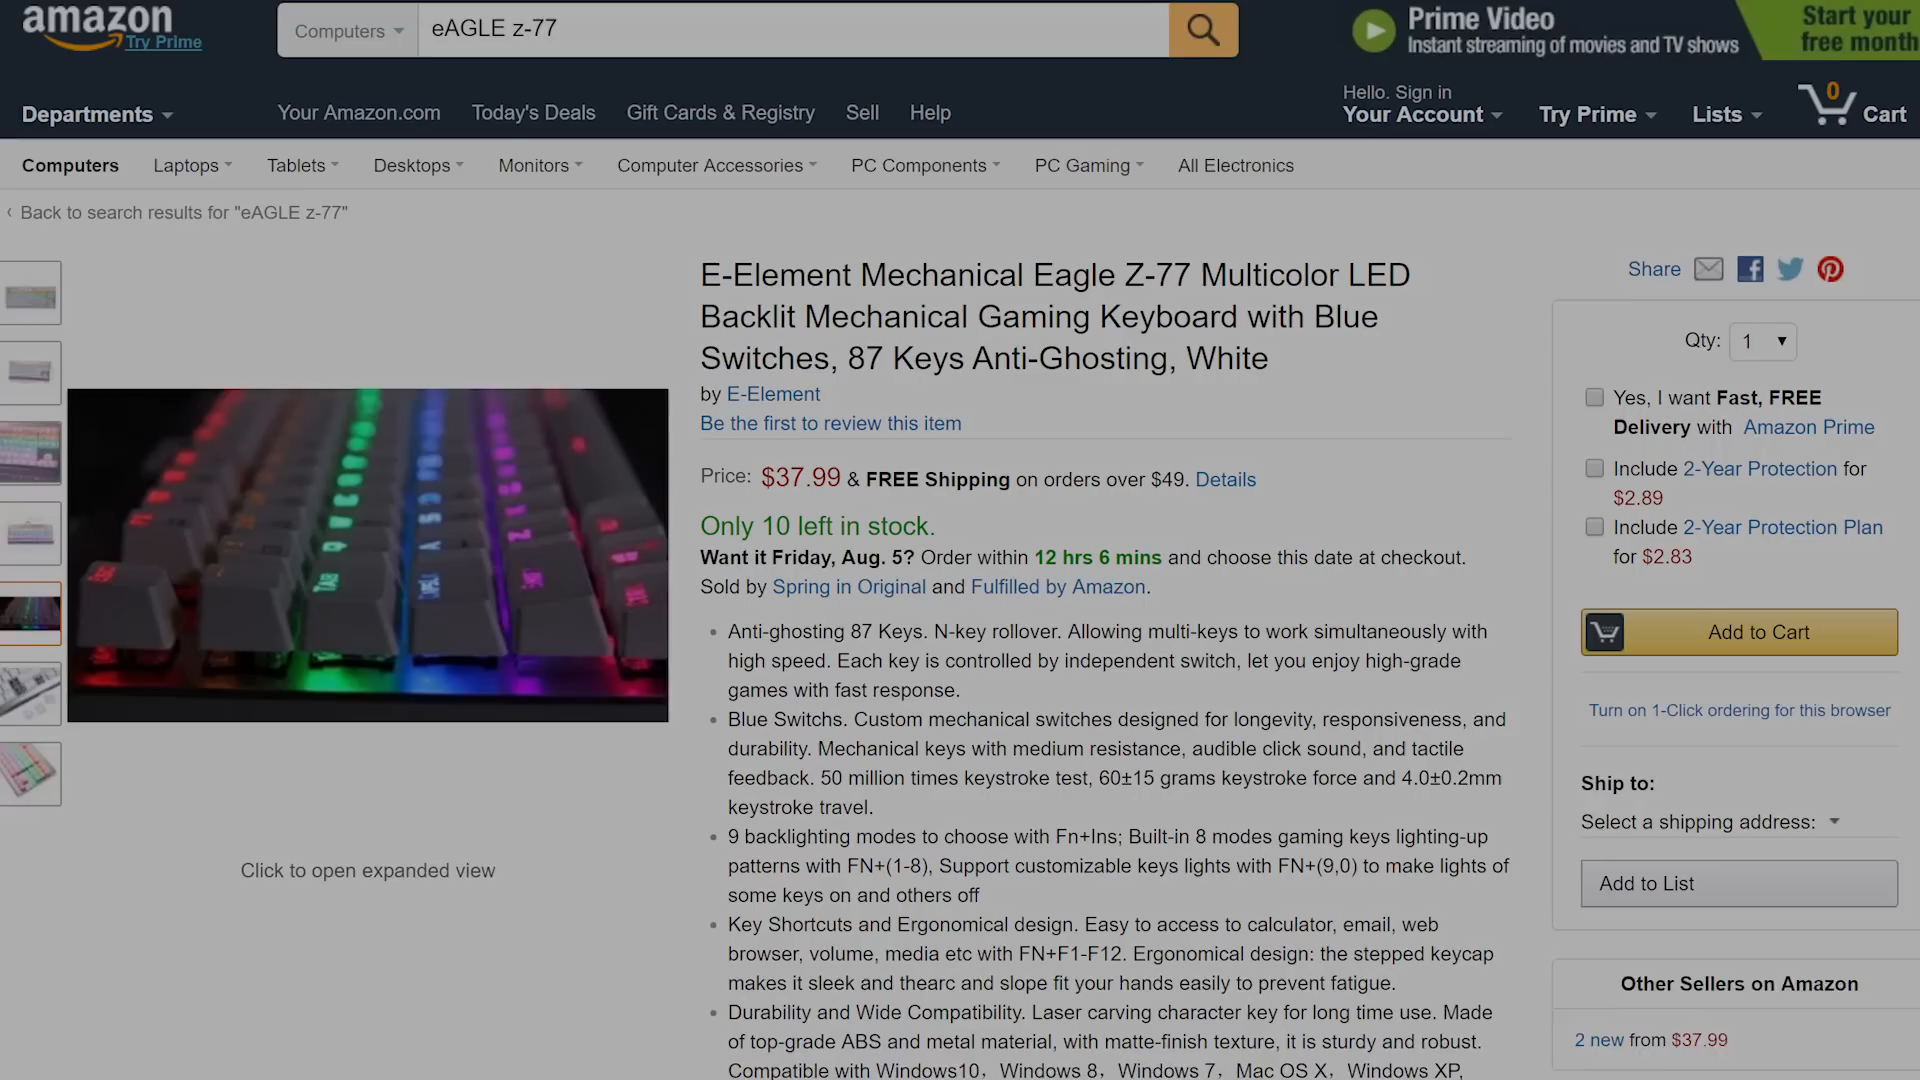 amazon
Try Prime
Computers
eAGLE z-77
Prime Video
Instant streaming of movies and TV shows
Start your
free month
Departments
Your Amazon.com
Today's Deals
Gift Cards & Registry
Sell
Help
Hello. Sign in
Your Account
Try Prime
Lists
0
Cart
Computers
Laptops
Tablets
Desktops
Monitors
Computer Accessories
PC Components
PC Gaming
All Electronics
‹ Back to search results for "eAGLE z-77"
E-Element Mechanical Eagle Z-77 Multicolor LED
Backlit Mechanical Gaming Keyboard with Blue
Switches, 87 Keys Anti-Ghosting, White
by E-Element
Be the first to review this item
Price: $37.99 & FREE Shipping on orders over $49. Details
Only 10 left in stock.
Want it Friday, Aug. 5? Order within 12 hrs 6 mins and choose this date at checkout.
Sold by Spring in Original and Fulfilled by Amazon.
• Anti-ghosting 87 Keys. N-key rollover. Allowing multi-keys to work simultaneously with
high speed. Each key is controlled by independent switch, let you enjoy high-grade
games with fast response.
• Blue Switchs. Custom mechanical switches designed for longevity, responsiveness, and
durability. Mechanical keys with medium resistance, audible click sound, and tactile
feedback. 50 million times keystroke test, 60±15 grams keystroke force and 4.0±0.2mm
keystroke travel.
• 9 backlighting modes to choose with Fn+Ins; Built-in 8 modes gaming keys lighting-up
patterns with FN+(1-8), Support customizable keys lights with FN+(9,0) to make lights of
some keys on and others off
• Key Shortcuts and Ergonomical design. Easy to access to calculator, email, web
browser, volume, media etc with FN+F1-F12. Ergonomical design: the stepped keycap
makes it sleek and thearc and slope fit your hands easily to prevent fatigue.
• Durability and Wide Compatibility. Laser carving character key for long time use. Made
of top-grade ABS and metal material, with matte-finish texture, it is sturdy and robust.
Compatible with Windows10, Windows 8, Windows 7, Mac OS X, Windows XP,
Click to open expanded view
Share
Qty: 1
Yes, I want Fast, FREE
Delivery with Amazon Prime
Include 2-Year Protection for
$2.89
Include 2-Year Protection Plan
for $2.83
Add to Cart
Turn on 1-Click ordering for this browser
Ship to:
Select a shipping address:
Add to List
Other Sellers on Amazon
2 new from $37.99